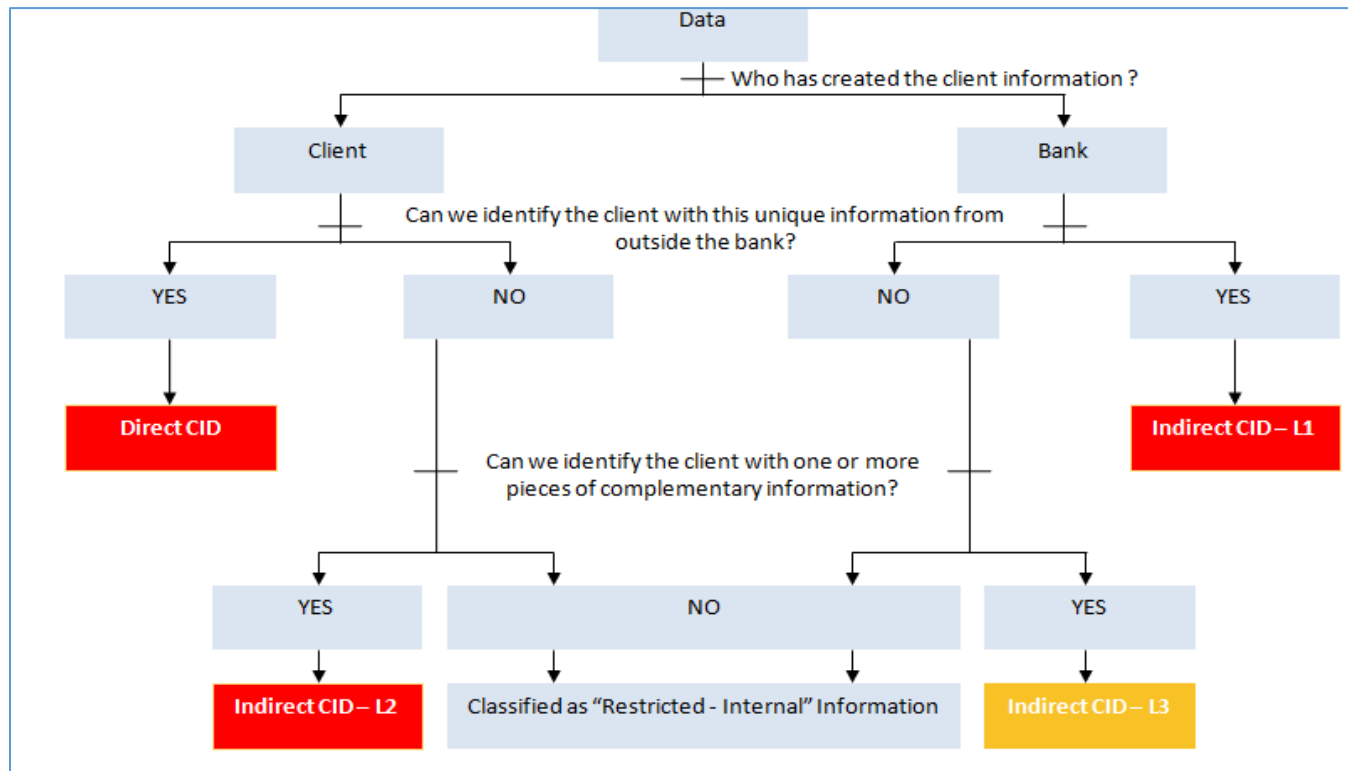 Data
Who has created the client information ?
Client
Bank
Can we identify the client with this unique information from
outside the bank?
YES
NO
NO
YES
Direct CID
Indirect CID – L1
Can we identify the client with one or more
pieces of complementary information?
YES
NO
YES
Indirect CID – L2
Classified as “Restricted - Internal” Information
Indirect CID – L3